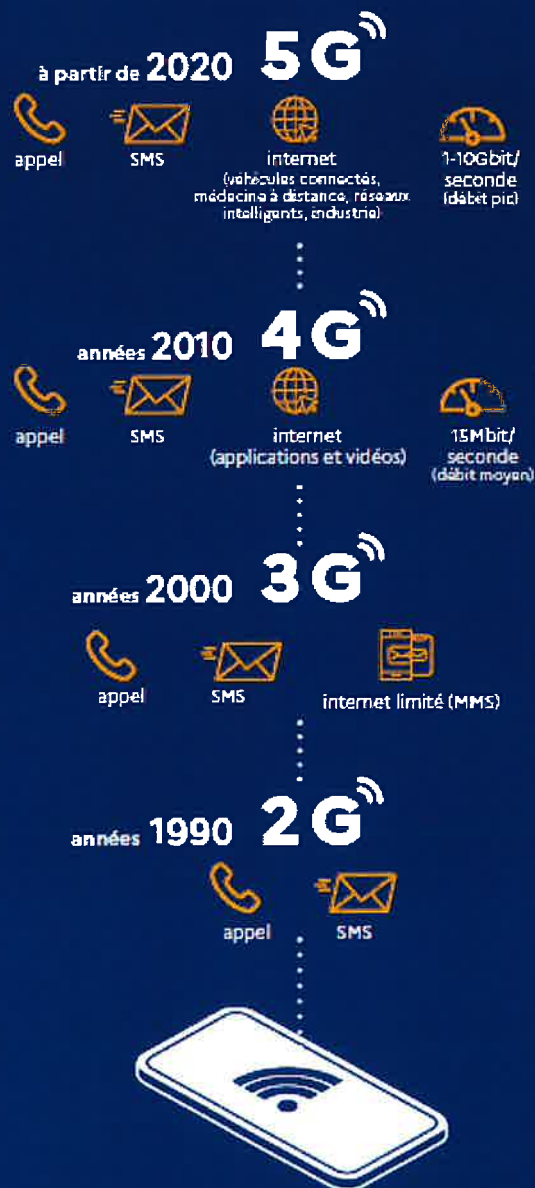 à partir de 2020 5G
appel
SMS
internet
(véhicules connectés,
médecine à distance, réseaux
intelligents, industrie)
1-10Gbit/
seconde
(débit pic)
années 2010 4G
appel
SMS
internet
(applications et vidéos)
15Mbit/
seconde
(débit moyen)
années 2000 3G
appel
SMS
internet limité (MMS)
années 1990 2G
appel
SMS